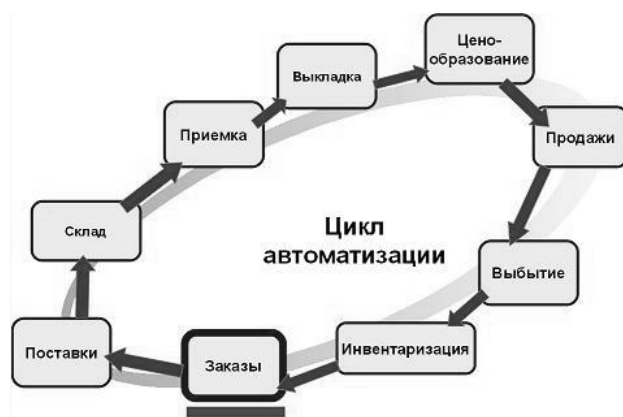 Цено-
образование
Выкладка
Приемка
Продажи
Склад
Цикл
автоматизации
Выбытие
Поставки
Заказы
Инвентаризация